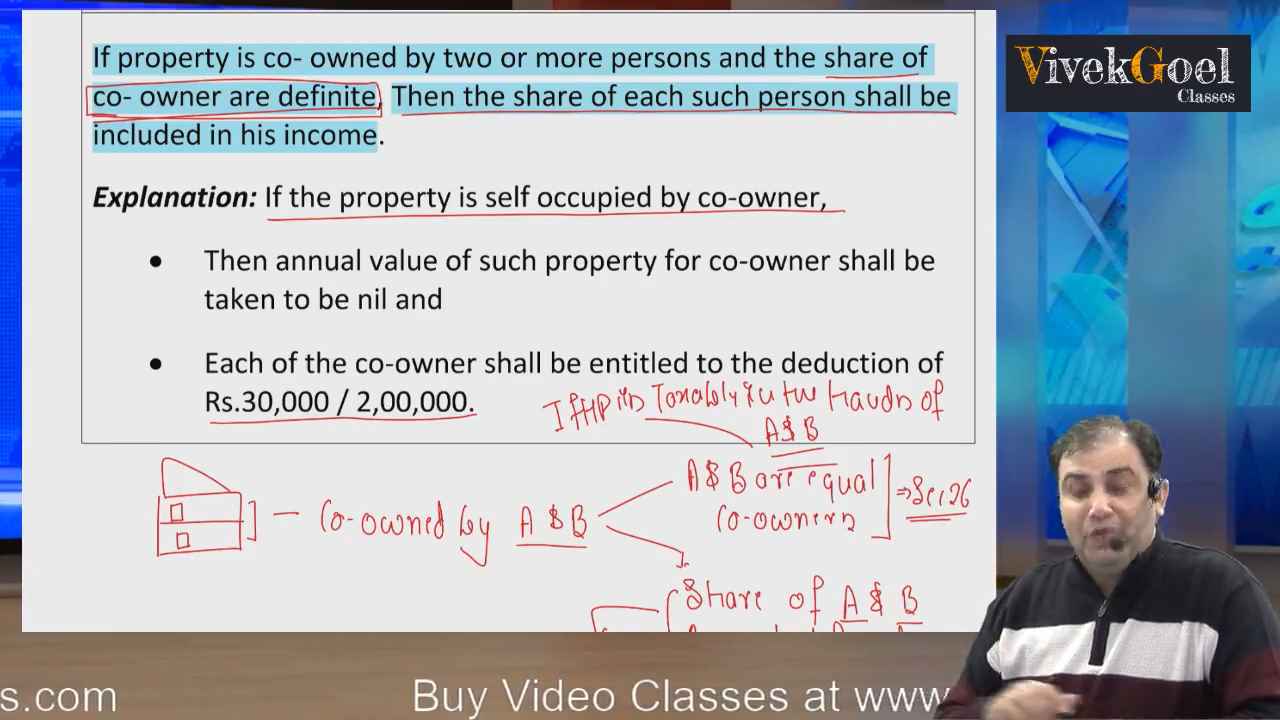 If property is co- owned by two or more persons and the share of
co- owner are definite, Then the share of each such person shall be
included in his income.
VivekGoel
Classes
Explanation: If the property is self occupied by co-owner,
• Then annual value of such property for co-owner shall be
taken to be nil and
• Each of the co-owner shall be entitled to the deduction of
Rs.30,000 / 2,00,000.
IfHP is Taxable in the hands of
A & B
Co-owned by A & B
A & B are equal
Co-owners
⇒ Sec 26
Share of A & B
s.com
Buy Video Classes at www